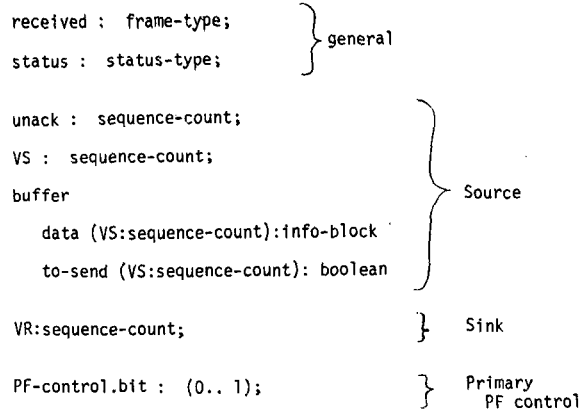 received : frame-type;
status : status-type;
general
unack : sequence-count;
VS : sequence-count;
buffer
data (VS:sequence-count):info-block
to-send (VS:sequence-count): boolean
Source
VR:sequence-count;
Sink
PF-control.bit : (0.. 1);
Primary
PF control